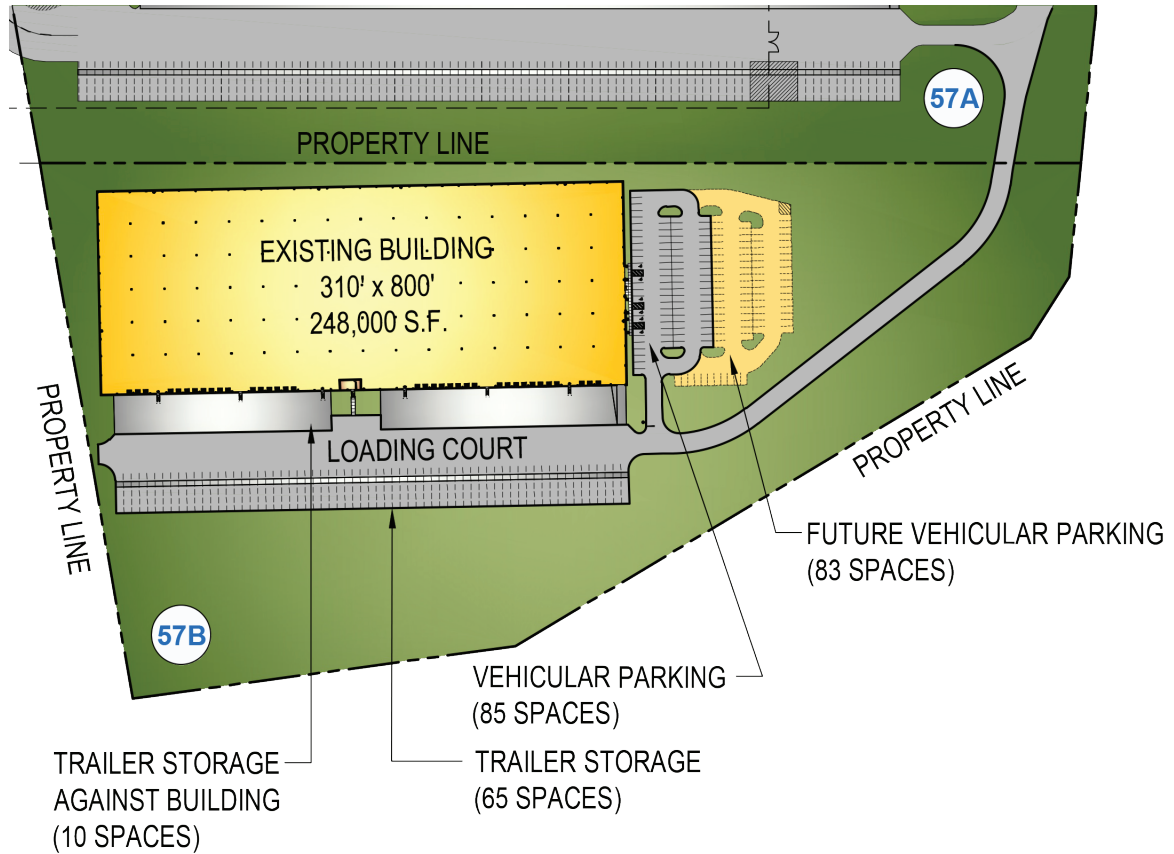 57A
PROPERTY LINE
EXISTING BUILDING
310' x 800'
248,000 S.F.
PROPERTY LINE
LOADING COURT
PROPERTY LINE
FUTURE VEHICULAR PARKING
(83 SPACES)
57B
VEHICULAR PARKING
(85 SPACES)
TRAILER STORAGE
AGAINST BUILDING
(10 SPACES)
TRAILER STORAGE
(65 SPACES)